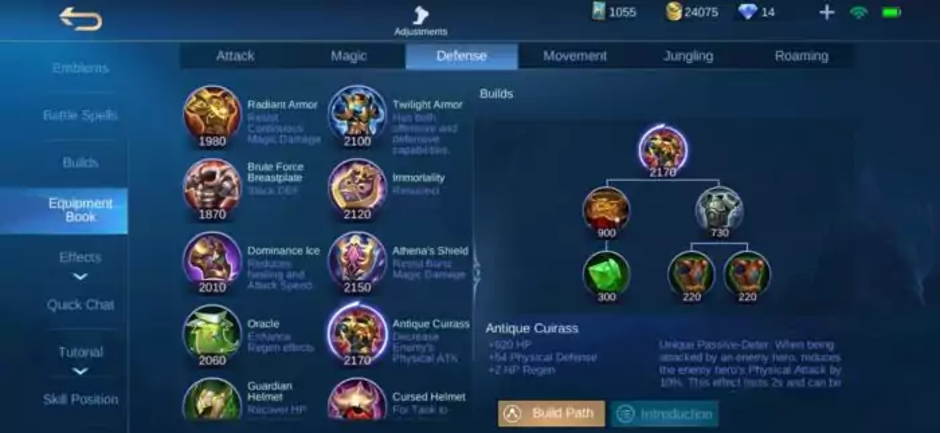 1055
24075
14
Adjustments
Emblems
Battle Spells
Builds
Equipment
Book
Effects
Quick Chat
Tutorial
Skill Position
Attack
Magic
Defense
Movement
Jungling
Roaming
Radiant Armor
Resist
Continuous
Magic Damage
1980
Twilight Armor
Has both
offensive and
defensive
capabilities.
2100
Brute Force
Breastplate
Stack DEF
1870
Immortality
Resurrect
2120
Dominance Ice
Reduces
healing and
Attack Speed
2010
Athena's Shield
Resist Burst
Magic Damage
2150
Oracle
Enhance
Regen effects
2060
Antique Cuirass
Decrease
Enemy's
Physical ATK
2170
Guardian
Helmet
Recover HP
Cursed Helmet
For Tank to
Builds
2170
900
730
300
220
220
Antique Cuirass
+920 HP
+54 Physical Defense
+2 HP Regen
Unique Passive-Deter: When being
attacked by an enemy hero, reduces
the enemy hero's Physical Attack by
10%. This effect lasts 2s and can be
Build Path
Introduction